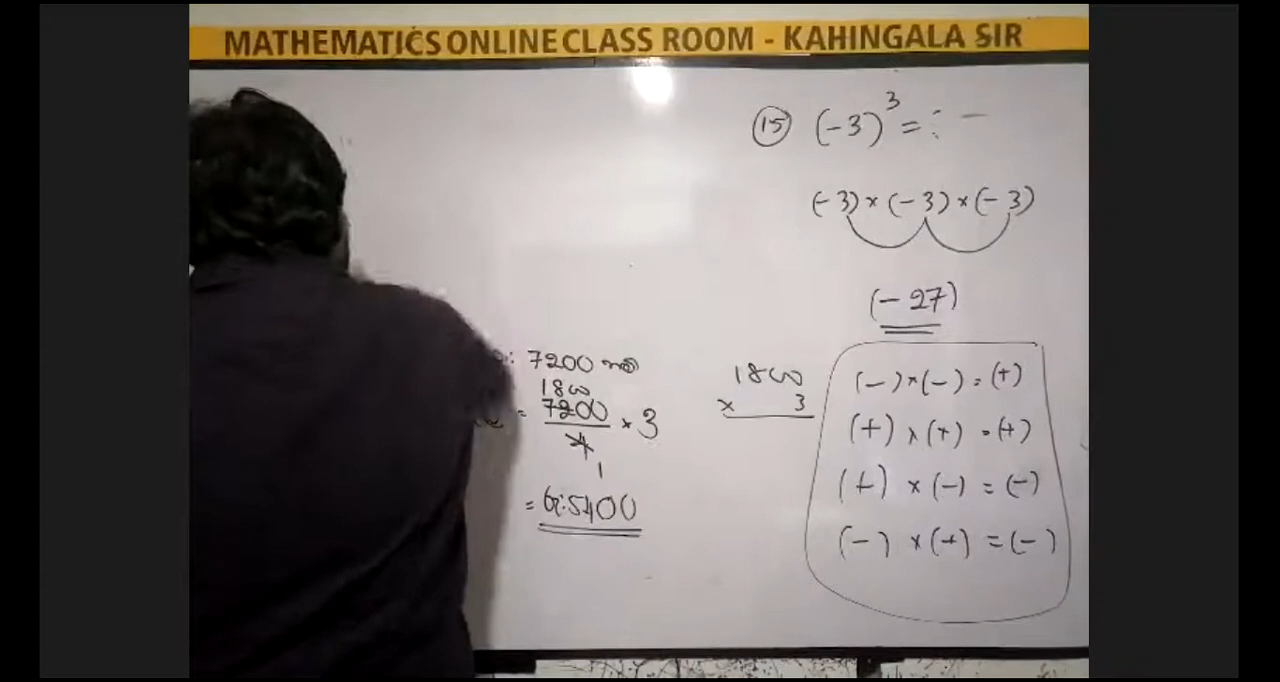 MATHEMATICS ONLINE CLASS ROOM - KAHINGALA SIR
15 (-3)³ = : -
(-3) × (-3) × (-3)
(-27)
: 7200
1800
= 7200/4 × 3
1
= රු:5400
1800
× 3
(-) × (-) = (+)
(+) × (+) = (+)
(+) × (-) = (-)
(-) × (+) = (-)